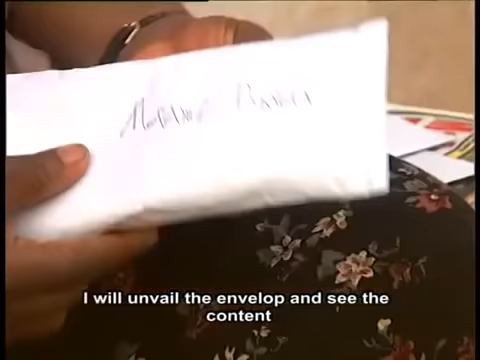 I will unvail the envelop and see the
content